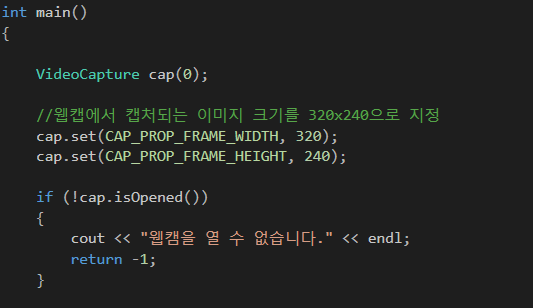 int main()
{
VideoCapture cap(0);
//웹캡에서 캡처되는 이미지 크기를 320x240으로 지정
cap.set(CAP_PROP_FRAME_WIDTH, 320);
cap.set(CAP_PROP_FRAME_HEIGHT, 240);
if (!cap.isOpened())
{
cout << "웹캠을 열 수 없습니다." << endl;
return -1;
}